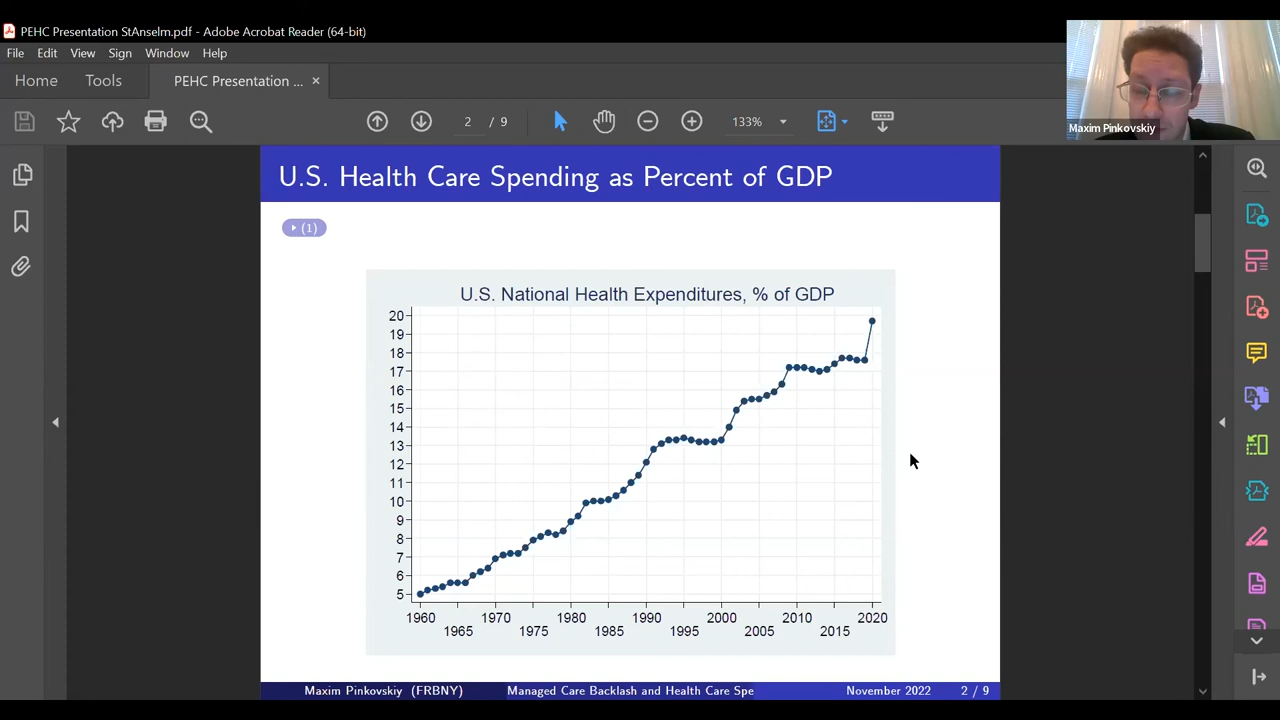 PEHC Presentation StAnselm.pdf - Adobe Acrobat Reader (64-bit)
File Edit View Sign Window Help
Home Tools PEHC Presentation ... ×
2 / 9 133%
Maxim Pinkovskiy
U.S. Health Care Spending as Percent of GDP
(1)
U.S. National Health Expenditures, % of GDP
20
19
18
17
16
15
14
13
12
11
10
9
8
7
6
5
1960 1970 1980 1990 2000 2010 2020
1965 1975 1985 1995 2005 2015
Maxim Pinkovskiy (FRBNY) Managed Care Backlash and Health Care Spe November 2022 2 / 9